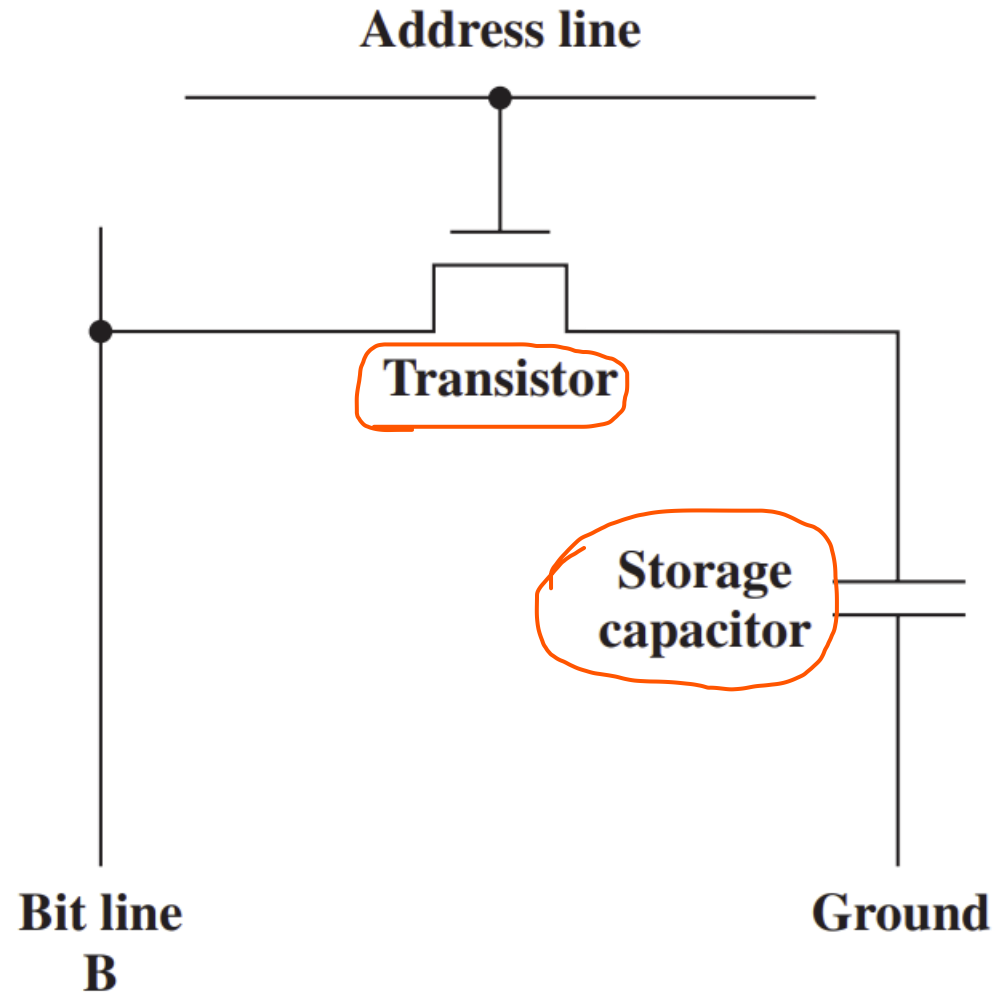 Address line
Transistor
Storage
capacitor
Bit line
B
Ground